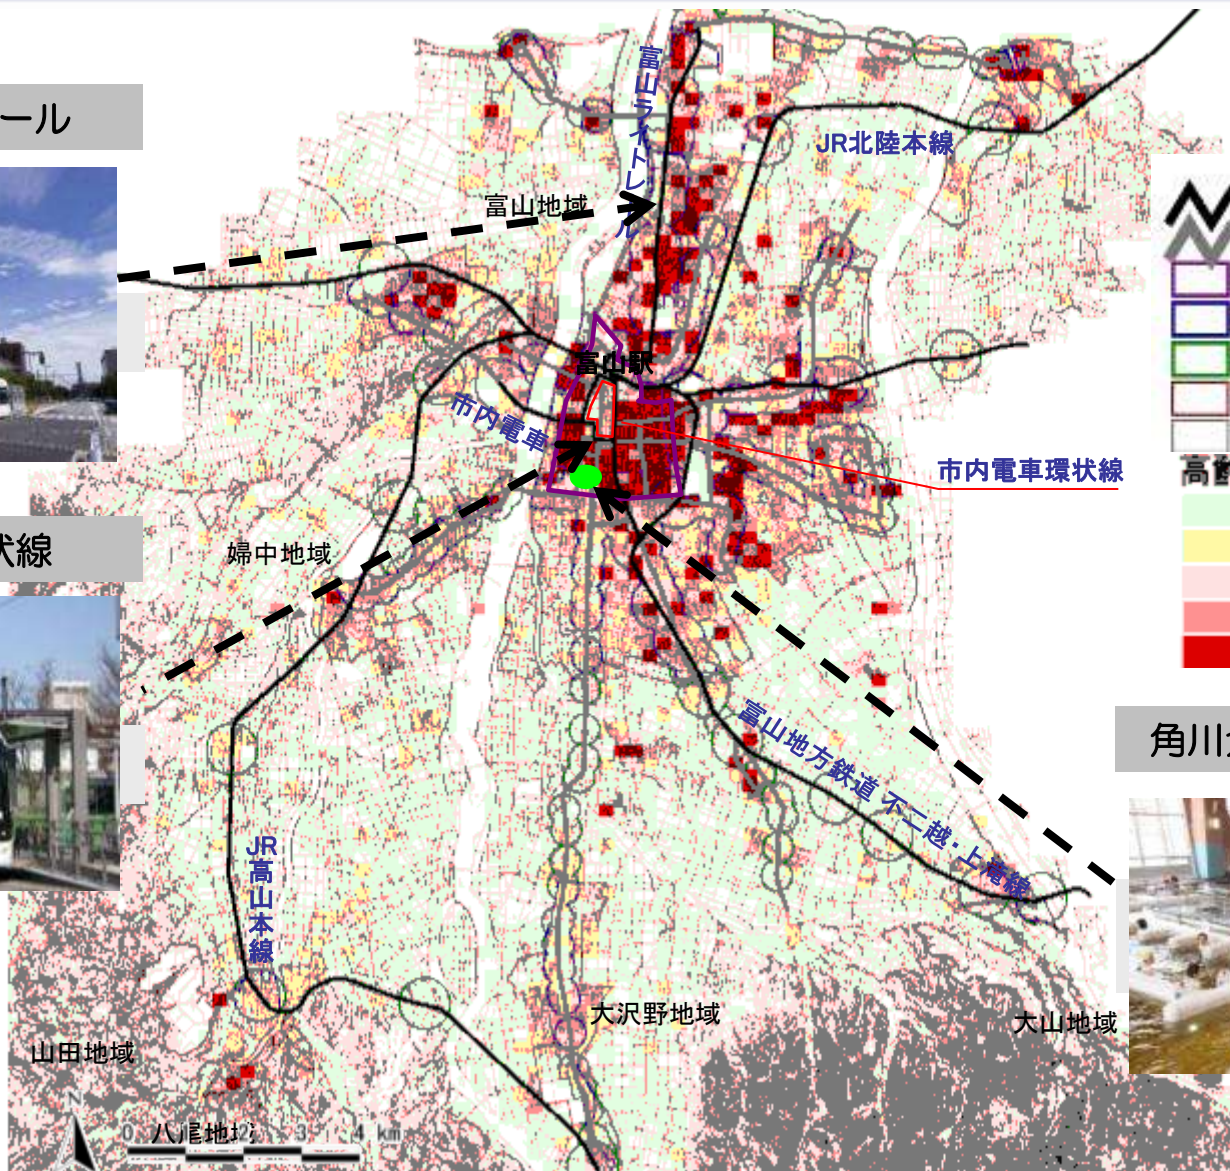 ール
富山ライトレール
JR北陸本線
富山地域
富山駅
市内電車
市内電車環状線
高齢
状線
婦中地域
角川
富山地方鉄道 不二越・上滝線
JR高山本線
大沢野地域
大山地域
山田地域
八尾地域
N
0 2 3 4 km